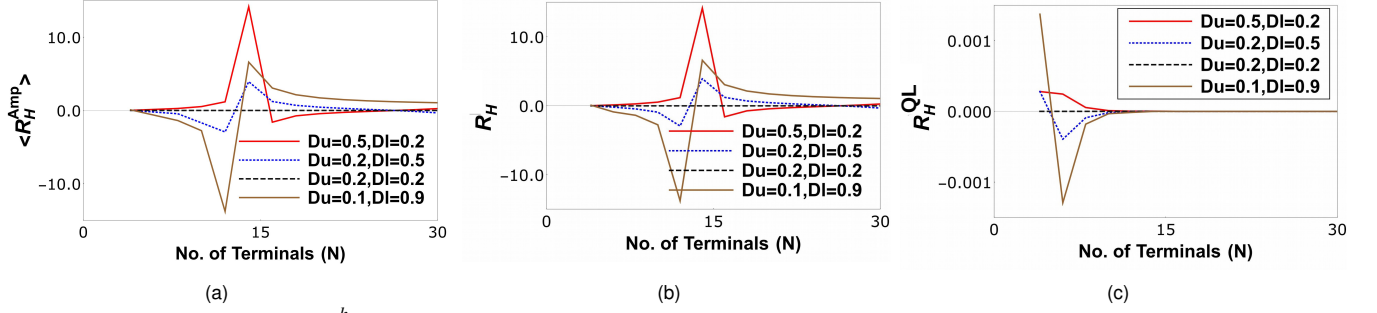 10.0
0.0
−10.0
<R_H^Amp>
Du=0.5,Dl=0.2
Du=0.2,Dl=0.5
Du=0.2,Dl=0.2
Du=0.1,Dl=0.9
0 15 30
No. of Terminals (N)
(a)
10.0
0.0
−10.0
R_H
Du=0.5,Dl=0.2
Du=0.2,Dl=0.5
Du=0.2,Dl=0.2
Du=0.1,Dl=0.9
0 15 30
No. of Terminals (N)
(b)
0.001
0.000
−0.001
R_H^QL
Du=0.5,Dl=0.2
Du=0.2,Dl=0.5
Du=0.2,Dl=0.2
Du=0.1,Dl=0.9
0 15 30
No. of Terminals (N)
(c)
h